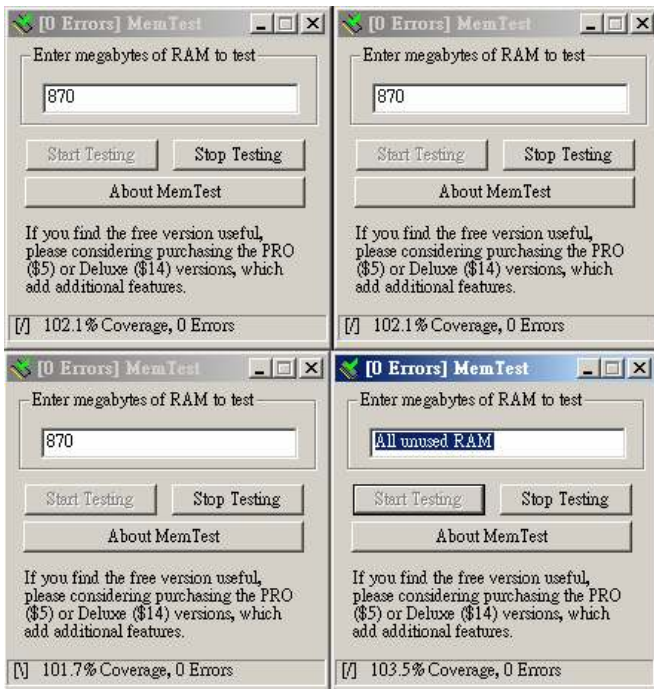 [0 Errors] MemTest
Enter megabytes of RAM to test
870
Start Testing
Stop Testing
About MemTest
If you find the free version useful,
please considering purchasing the PRO
($5) or Deluxe ($14) versions, which
add additional features.
[/] 102.1% Coverage, 0 Errors
[0 Errors] MemTest
Enter megabytes of RAM to test
870
Start Testing
Stop Testing
About MemTest
If you find the free version useful,
please considering purchasing the PRO
($5) or Deluxe ($14) versions, which
add additional features.
[/] 102.1% Coverage, 0 Errors
[0 Errors] MemTest
Enter megabytes of RAM to test
870
Start Testing
Stop Testing
About MemTest
If you find the free version useful,
please considering purchasing the PRO
($5) or Deluxe ($14) versions, which
add additional features.
[\] 101.7% Coverage, 0 Errors
[0 Errors] MemTest
Enter megabytes of RAM to test
All unused RAM
Start Testing
Stop Testing
About MemTest
If you find the free version useful,
please considering purchasing the PRO
($5) or Deluxe ($14) versions, which
add additional features.
[/] 103.5% Coverage, 0 Errors